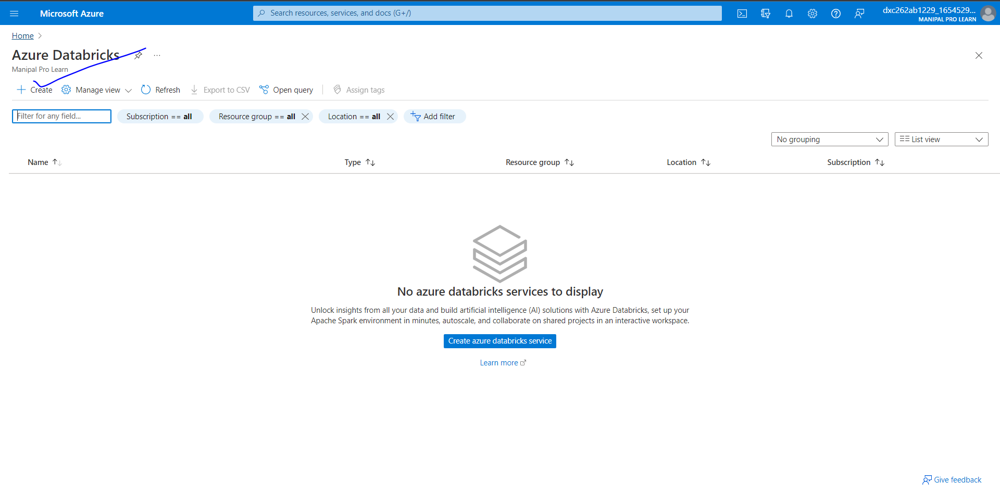 Microsoft Azure
Search resources, services, and docs (G+/)
dxc262ab1229_1654529...
MANIPAL PRO LEARN
Home
Azure Databricks ...
Manipal Pro Learn
Create Manage view Refresh Export to CSV Open query Assign tags
Filter for any field... Subscription == all Resource group == all Location == all Add filter
No grouping List view
Name Type Resource group Location Subscription
No azure databricks services to display
Unlock insights from all your data and build artificial intelligence (AI) solutions with Azure Databricks, set up your
Apache Spark environment in minutes, autoscale, and collaborate on shared projects in an interactive workspace.
Create azure databricks service
Learn more
Give feedback